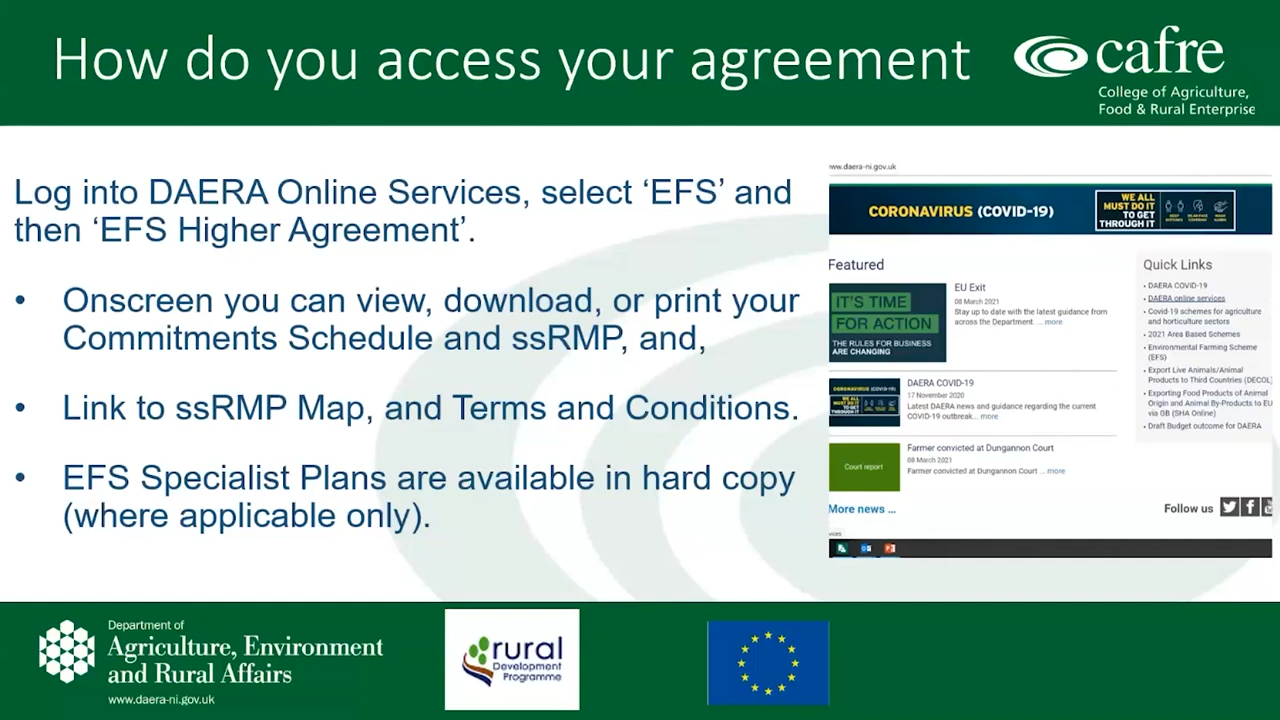 How do you access your agreement
cafre
College of Agriculture,
Food & Rural Enterprise
Log into DAERA Online Services, select ‘EFS’ and
then ‘EFS Higher Agreement’.
• Onscreen you can view, download, or print your
Commitments Schedule and ssRMP, and,
• Link to ssRMP Map, and Terms and Conditions.
• EFS Specialist Plans are available in hard copy
(where applicable only).
www.daera-ni.gov.uk
CORONAVIRUS (COVID-19)
WE ALL
MUST DO IT
TO GET
THROUGH IT
Featured
IT'S TIME
FOR ACTION
THE RULES FOR BUSINESS
ARE CHANGING
EU Exit
08 March 2021
Stay up to date with the latest guidance from
across the Department. ... more
DAERA COVID-19
17 November 2020
Latest DAERA news and guidance regarding the current
COVID-19 outbreak... more
Court report
Farmer convicted at Dungannon Court
08 March 2021
Farmer convicted at Dungannon Court ... more
More news ...
Quick Links
• DAERA COVID-19
• DAERA online services
• Covid-19 schemes for agriculture
and horticulture sectors
• 2021 Area Based Schemes
• Environmental Farming Scheme
(EFS)
• Export Live Animals/Animal
Products to Third Countries (DECOL)
• Exporting Food Products of Animal
Origin and Animal By-Products to EU
via GB (SHA Online)
• Draft Budget outcome for DAERA
Follow us
Department of
Agriculture, Environment
and Rural Affairs
www.daera-ni.gov.uk
rural
Development
Programme